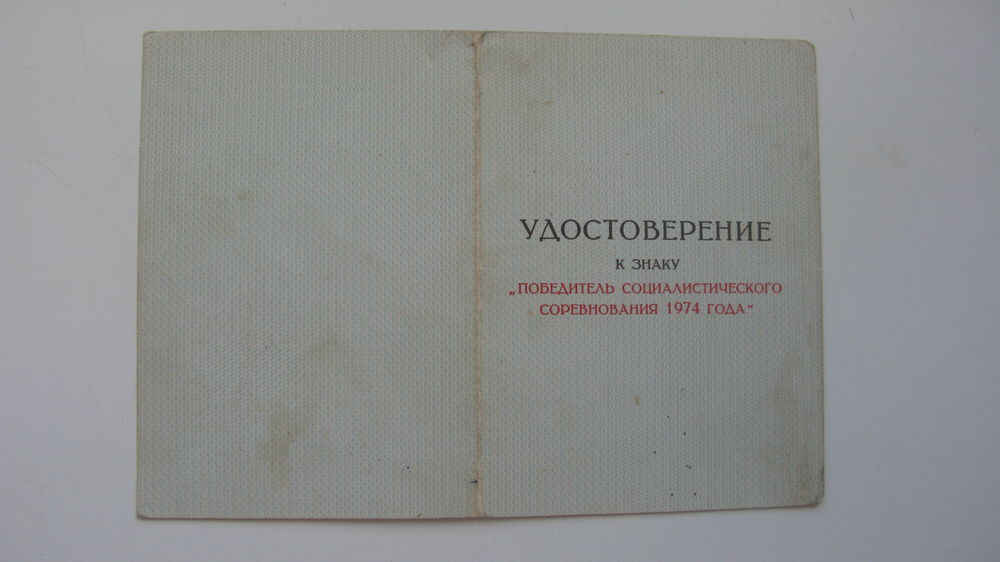 УДОСТОВЕРЕНИЕ
К ЗНАКУ
„ПОБЕДИТЕЛЬ СОЦИАЛИСТИЧЕСКОГО
СОРЕВНОВАНИЯ 1974 ГОДА“